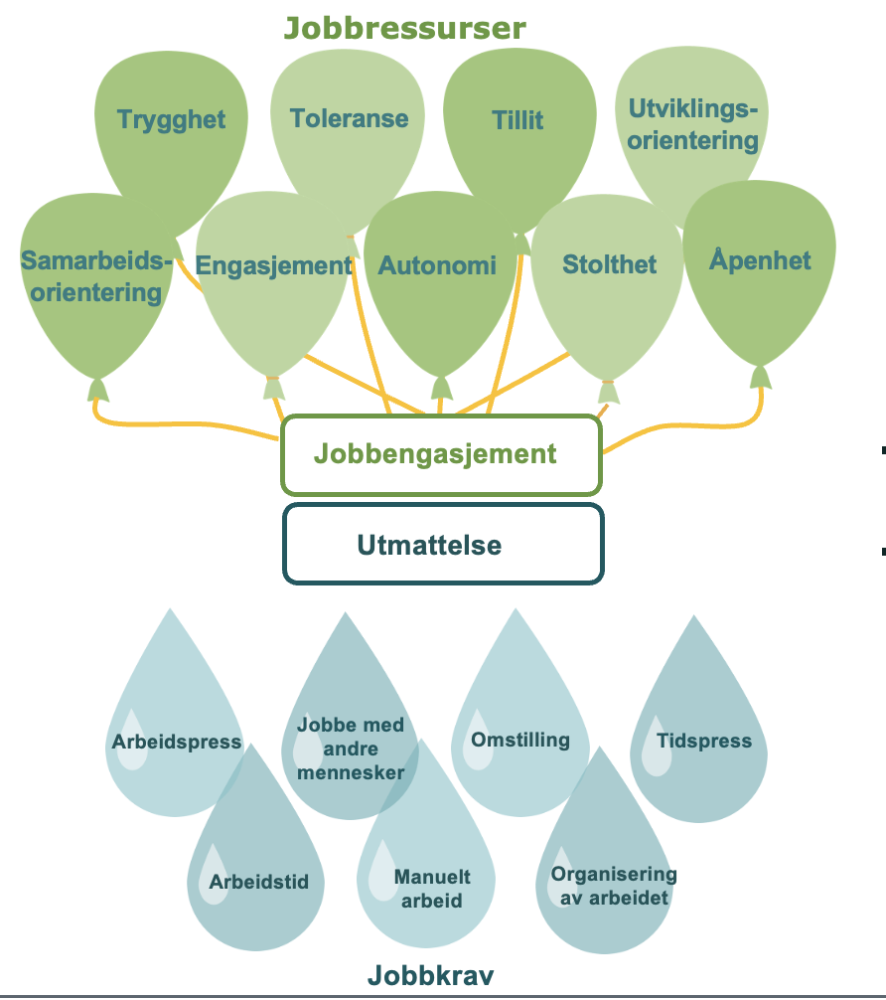 Jobbressurser
Trygghet
Toleranse
Tillit
Utviklings-
orientering
Samarbeids-
orientering
Engasjement
Autonomi
Stolthet
Åpenhet
Jobbengasjement
Utmattelse
Arbeidspress
Jobbe med
andre
mennesker
Omstilling
Tidspress
Arbeidstid
Manuelt
arbeid
Organisering
av arbeidet
Jobbkrav